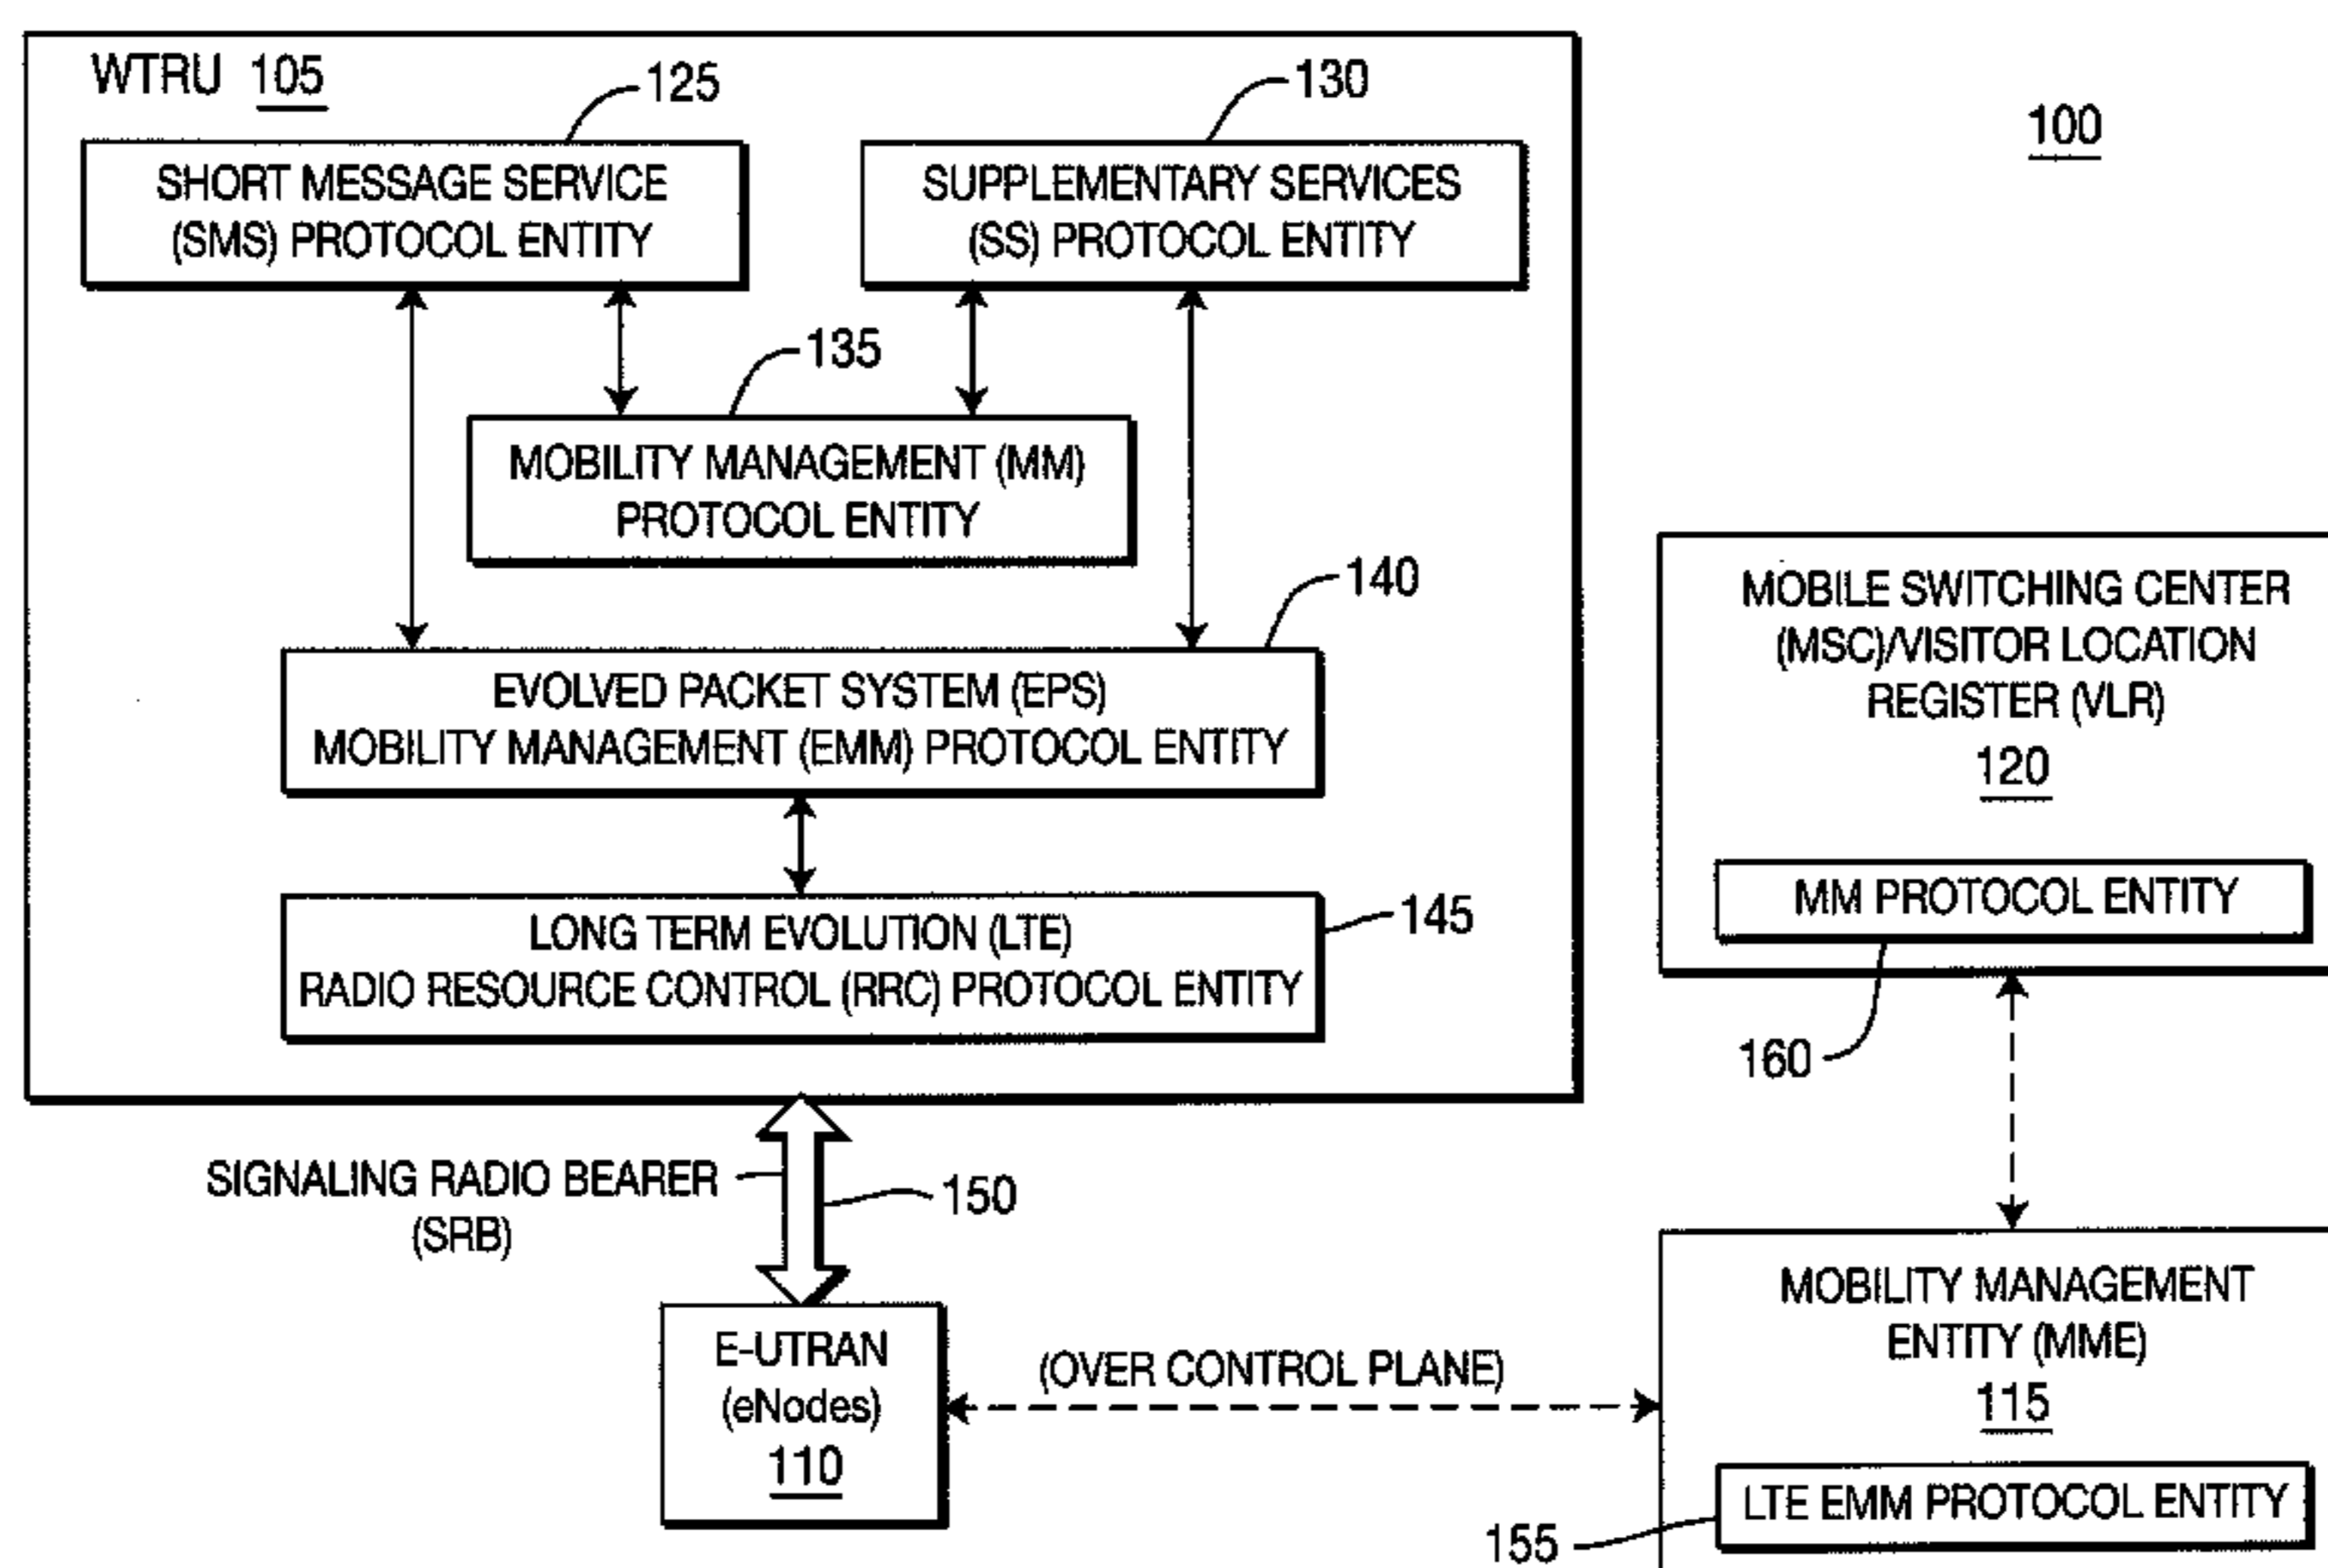 WTRU 105
125
130
100
SHORT MESSAGE SERVICE
(SMS) PROTOCOL ENTITY
SUPPLEMENTARY SERVICES
(SS) PROTOCOL ENTITY
135
MOBILITY MANAGEMENT (MM)
PROTOCOL ENTITY
140
EVOLVED PACKET SYSTEM (EPS)
MOBILITY MANAGEMENT (EMM) PROTOCOL ENTITY
145
LONG TERM EVOLUTION (LTE)
RADIO RESOURCE CONTROL (RRC) PROTOCOL ENTITY
MOBILE SWITCHING CENTER
(MSC)/VISITOR LOCATION
REGISTER (VLR)
120
MM PROTOCOL ENTITY
160
SIGNALING RADIO BEARER
(SRB)
150
E-UTRAN
(eNodes)
110
(OVER CONTROL PLANE)
MOBILITY MANAGEMENT
ENTITY (MME)
115
LTE EMM PROTOCOL ENTITY
155